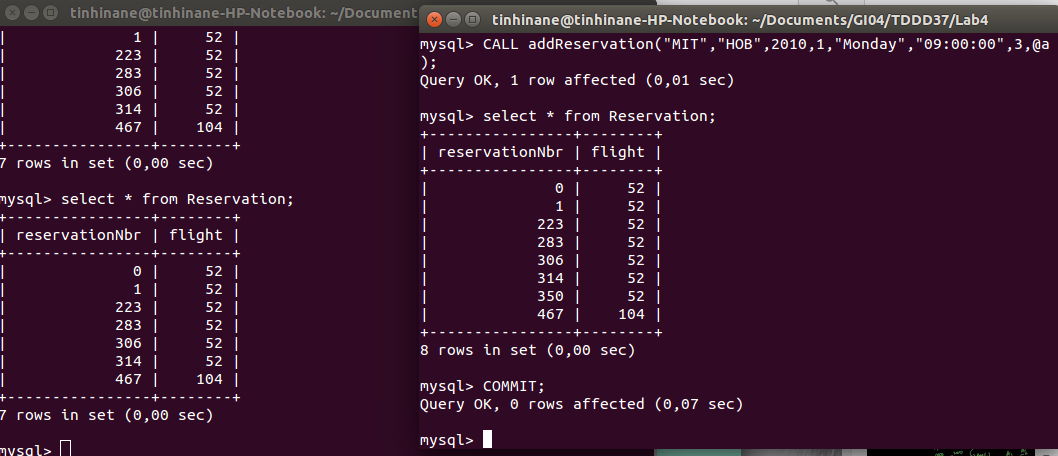 tinhinane@tinhinane-HP-Notebook: ~/Document
| 1 | 52 |
| 223 | 52 |
| 283 | 52 |
| 306 | 52 |
| 314 | 52 |
| 467 | 104 |
+----------------+--------+
7 rows in set (0,00 sec)
mysql> select * from Reservation;
+----------------+--------+
| reservationNbr | flight |
+----------------+--------+
| 0 | 52 |
| 1 | 52 |
| 223 | 52 |
| 283 | 52 |
| 306 | 52 |
| 314 | 52 |
| 467 | 104 |
+----------------+--------+
7 rows in set (0,00 sec)
mysql>
tinhinane@tinhinane-HP-Notebook: ~/Documents/GI04/TDDD37/Lab4
mysql> CALL addReservation("MIT","HOB",2010,1,"Monday","09:00:00",3,@a
);
Query OK, 1 row affected (0,01 sec)
mysql> select * from Reservation;
+----------------+--------+
| reservationNbr | flight |
+----------------+--------+
| 0 | 52 |
| 1 | 52 |
| 223 | 52 |
| 283 | 52 |
| 306 | 52 |
| 314 | 52 |
| 350 | 52 |
| 467 | 104 |
+----------------+--------+
8 rows in set (0,00 sec)
mysql> COMMIT;
Query OK, 0 rows affected (0,07 sec)
mysql>